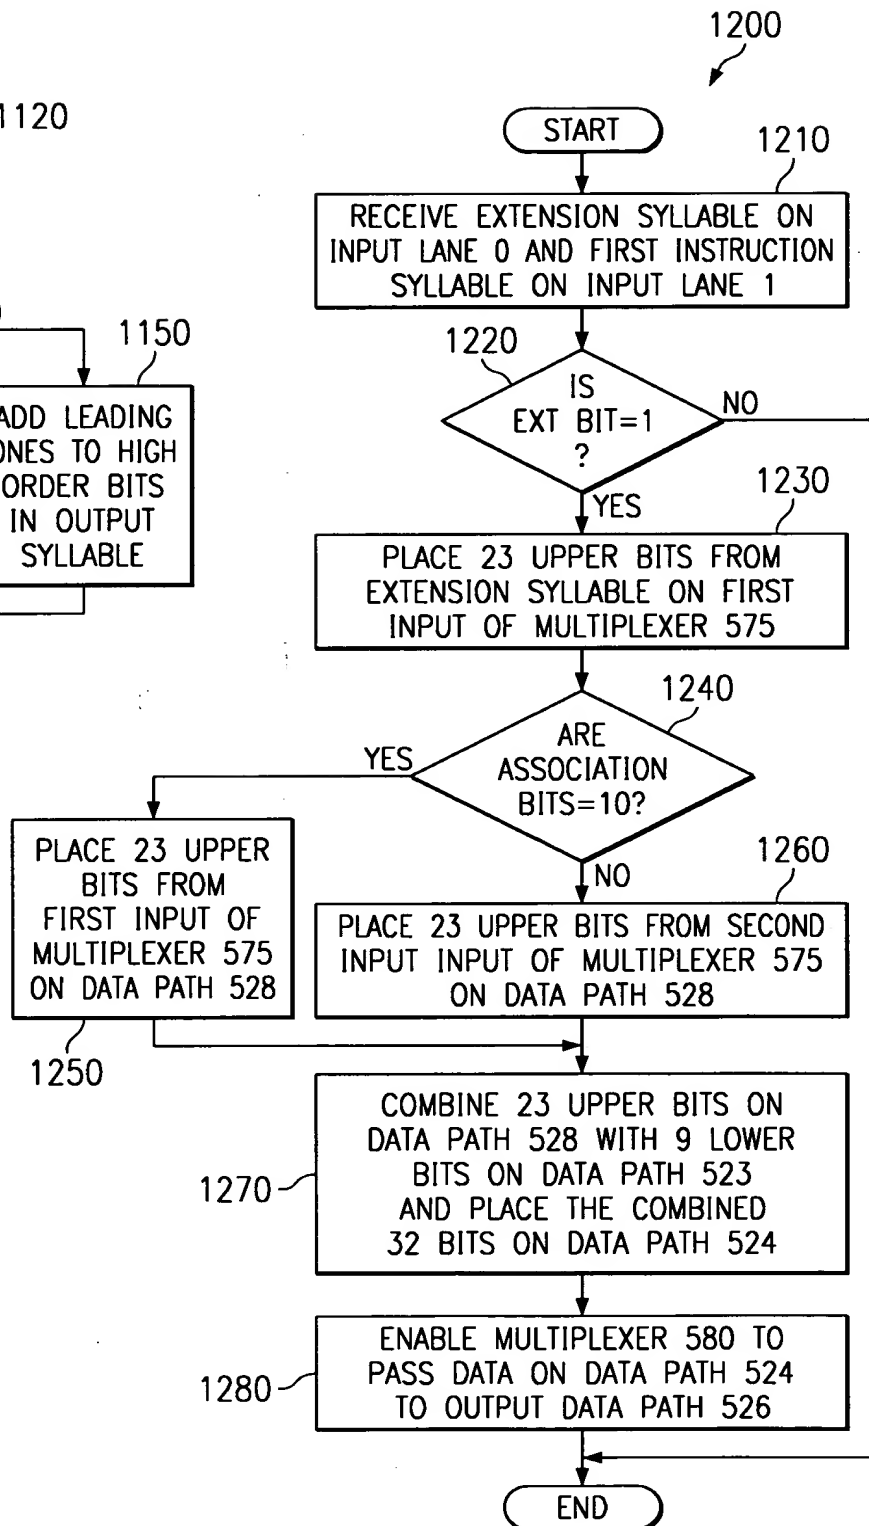 1200
1120
START
1210
RECEIVE EXTENSION SYLLABLE ON
INPUT LANE 0 AND FIRST INSTRUCTION
SYLLABLE ON INPUT LANE 1
1150
ADD LEADING
ONES TO HIGH
ORDER BITS
IN OUTPUT
SYLLABLE
1220
IS
EXT BIT=1
?
NO
YES
1230
PLACE 23 UPPER BITS FROM
EXTENSION SYLLABLE ON FIRST
INPUT OF MULTIPLEXER 575
1240
ARE
ASSOCIATION
BITS=10?
YES
NO
PLACE 23 UPPER
BITS FROM
FIRST INPUT OF
MULTIPLEXER 575
ON DATA PATH 528
1250
1260
PLACE 23 UPPER BITS FROM SECOND
INPUT INPUT OF MULTIPLEXER 575
ON DATA PATH 528
1270
COMBINE 23 UPPER BITS ON
DATA PATH 528 WITH 9 LOWER
BITS ON DATA PATH 523
AND PLACE THE COMBINED
32 BITS ON DATA PATH 524
1280
ENABLE MULTIPLEXER 580 TO
PASS DATA ON DATA PATH 524
TO OUTPUT DATA PATH 526
END